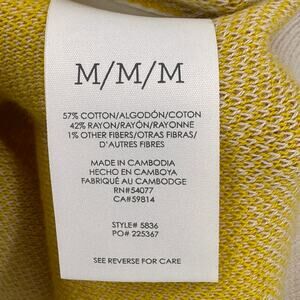 M/M/M
57% COTTON/ALGODÓN/COTON
42% RAYON/RAYÓN/RAYONNE
1% OTHER FIBERS/OTRAS FIBRAS/
D'AUTRES FIBRES
MADE IN CAMBODIA
HECHO EN CAMBOYA
FABRIQUÉ AU CAMBODGE
RN#54077
CA#59814
STYLE# 5836
PO# 225367
SEE REVERSE FOR CARE